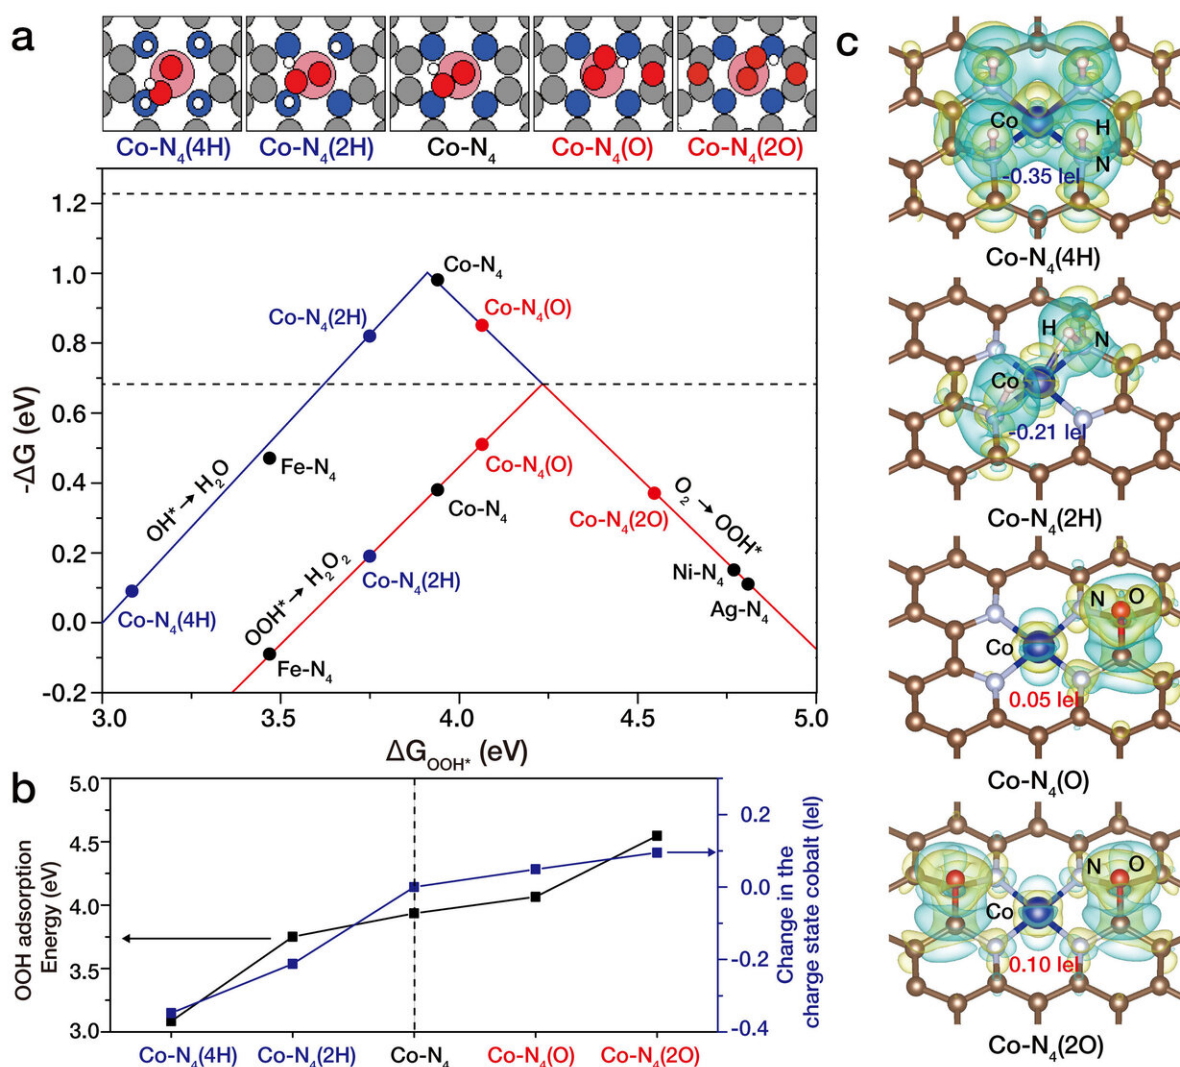 a
Co-N₄(4H) Co-N₄(2H) Co-N₄ Co-N₄(O) Co-N₄(2O)
-ΔG (eV)
1.2
1.0
0.8
0.6
0.4
0.2
0.0
-0.2
3.0 3.5 4.0 4.5 5.0
ΔG_OOH* (eV)
Co-N₄
Co-N₄(2H)
Co-N₄(O)
Fe-N₄
Co-N₄(O)
OH* → H₂O
O₂ → OOH*
Co-N₄
Co-N₄(2O)
OOH* → H₂O₂
Co-N₄(2H)
Ni-N₄
Co-N₄(4H)
Ag-N₄
Fe-N₄
b
OOH adsorption
Energy (eV)
5.0
4.5
4.0
3.5
3.0
0.2
0.0
-0.2
-0.4
Change in the
charge state cobalt (lel)
Co-N₄(4H) Co-N₄(2H) Co-N₄ Co-N₄(O) Co-N₄(2O)
c
Co H
N
-0.35 lel
Co-N₄(4H)
H N
Co
-0.21 lel
Co-N₄(2H)
N O
Co
0.05 lel
Co-N₄(O)
N O
Co
0.10 lel
Co-N₄(2O)